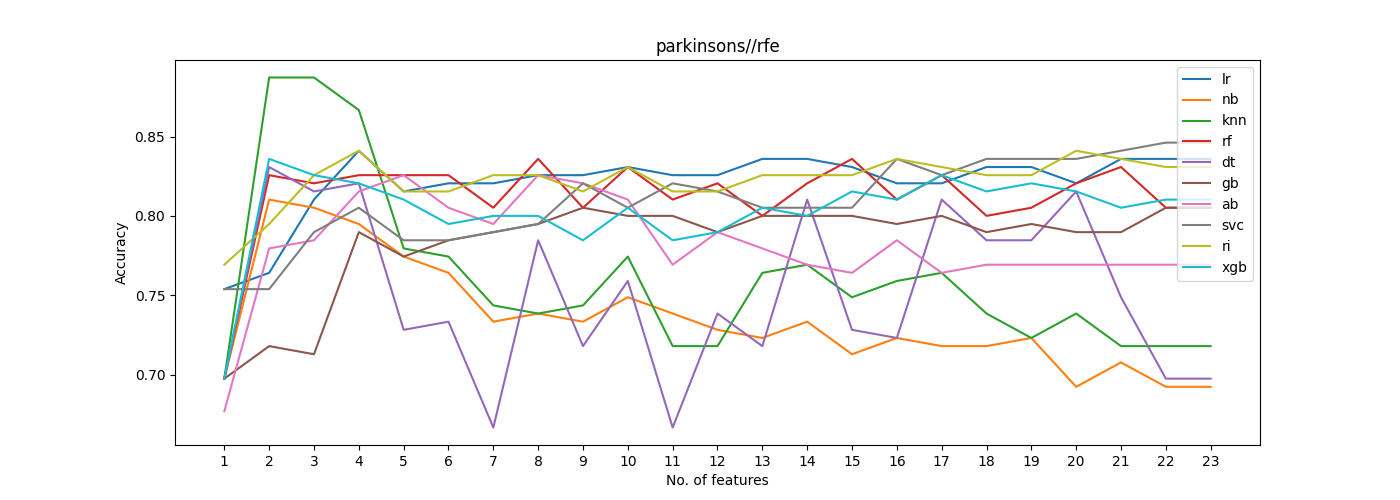 parkinsons//rfe
Accuracy
0.85
0.80
0.75
0.70
lr
nb
knn
rf
dt
gb
ab
svc
ri
xgb
1 2 3 4 5 6 7 8 9 10 11 12 13 14 15 16 17 18 19 20 21 22 23
No. of features